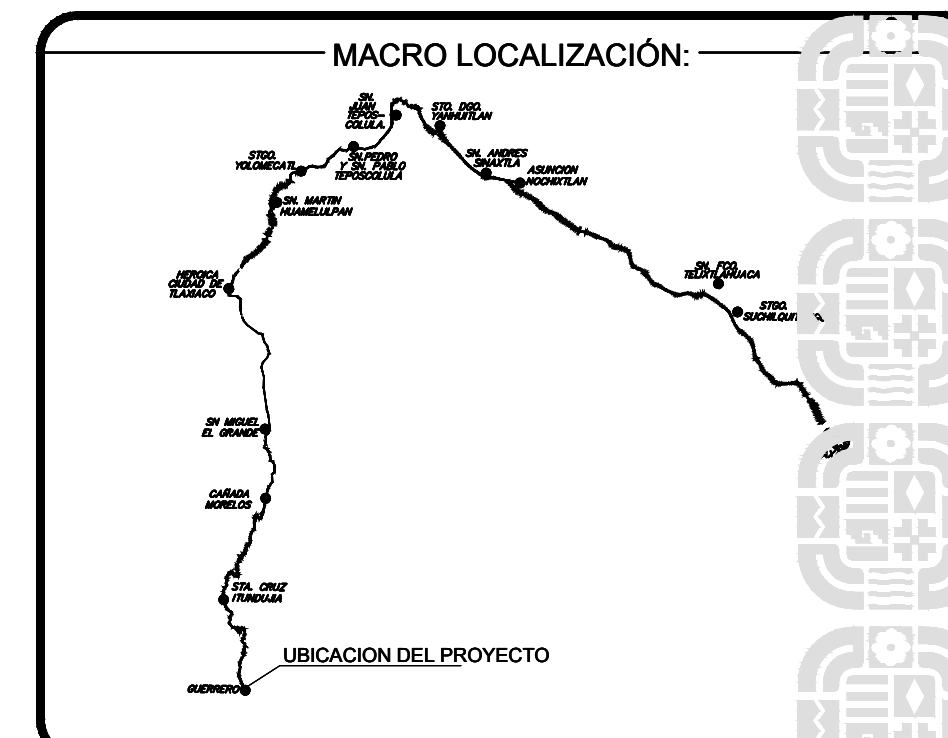 MACRO LOCALIZACIÓN:
SN.
JUAN
TEPOS-
COLULA.
STO. DGO.
YANHUITLAN
STGO.
YOLOMECATL
SN.PEDRO
Y SN. PABLO
TEPOSCOLULA
SN. ANDRES
SINAXTLA
ASUNCION
NOCHIXTLAN
SN. MARTIN
HUAMELULPAN
HEROICA
CIUDAD DE
TLAXIACO
SN. FCO.
TELIXTLAHUACA
STGO.
SN MIGUEL
EL GRANDE
CAÑADA
MORELOS
STA. CRUZ
ITUNDUJIA
UBICACION DEL PROYECTO
GUERRERO